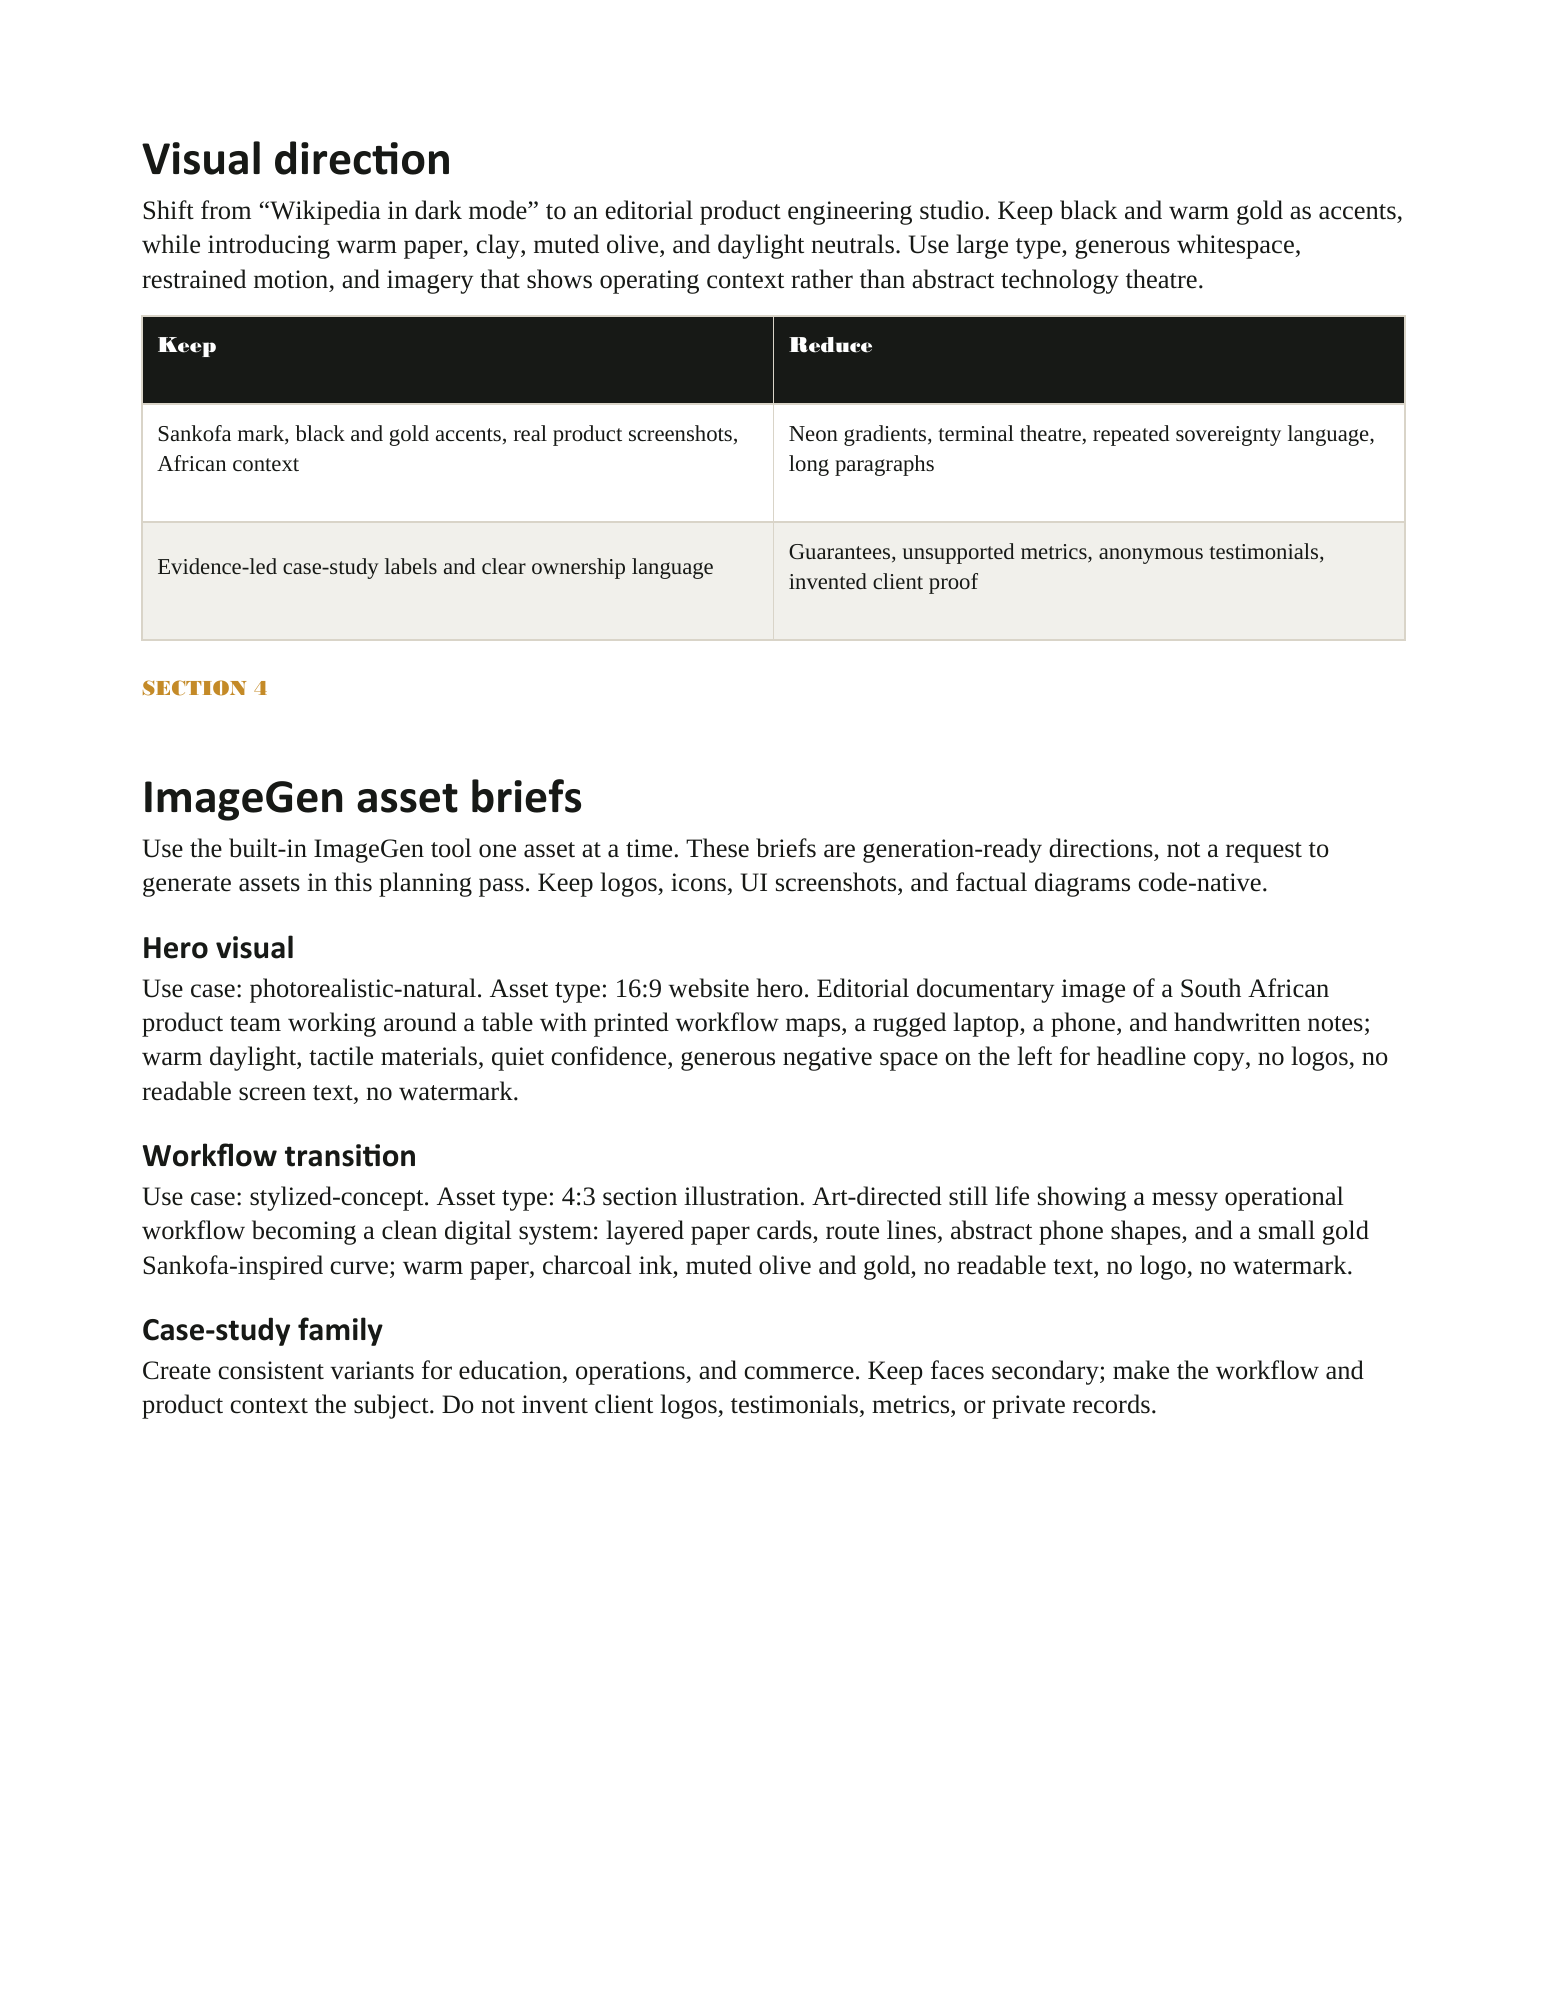 Visual direction
Shift from “Wikipedia in dark mode” to an editorial product engineering studio. Keep black and warm gold as accents,
while introducing warm paper, clay, muted olive, and daylight neutrals. Use large type, generous whitespace,
restrained motion, and imagery that shows operating context rather than abstract technology theatre.
Keep
Reduce
Sankofa mark, black and gold accents, real product screenshots,
African context
Neon gradients, terminal theatre, repeated sovereignty language,
long paragraphs
Evidence-led case-study labels and clear ownership language
Guarantees, unsupported metrics, anonymous testimonials,
invented client proof
SECTION 4
ImageGen asset briefs
Use the built-in ImageGen tool one asset at a time. These briefs are generation-ready directions, not a request to
generate assets in this planning pass. Keep logos, icons, UI screenshots, and factual diagrams code-native.
Hero visual
Use case: photorealistic-natural. Asset type: 16:9 website hero. Editorial documentary image of a South African
product team working around a table with printed workflow maps, a rugged laptop, a phone, and handwritten notes;
warm daylight, tactile materials, quiet confidence, generous negative space on the left for headline copy, no logos, no
readable screen text, no watermark.
Workflow transition
Use case: stylized-concept. Asset type: 4:3 section illustration. Art-directed still life showing a messy operational
workflow becoming a clean digital system: layered paper cards, route lines, abstract phone shapes, and a small gold
Sankofa-inspired curve; warm paper, charcoal ink, muted olive and gold, no readable text, no logo, no watermark.
Case-study family
Create consistent variants for education, operations, and commerce. Keep faces secondary; make the workflow and
product context the subject. Do not invent client logos, testimonials, metrics, or private records.